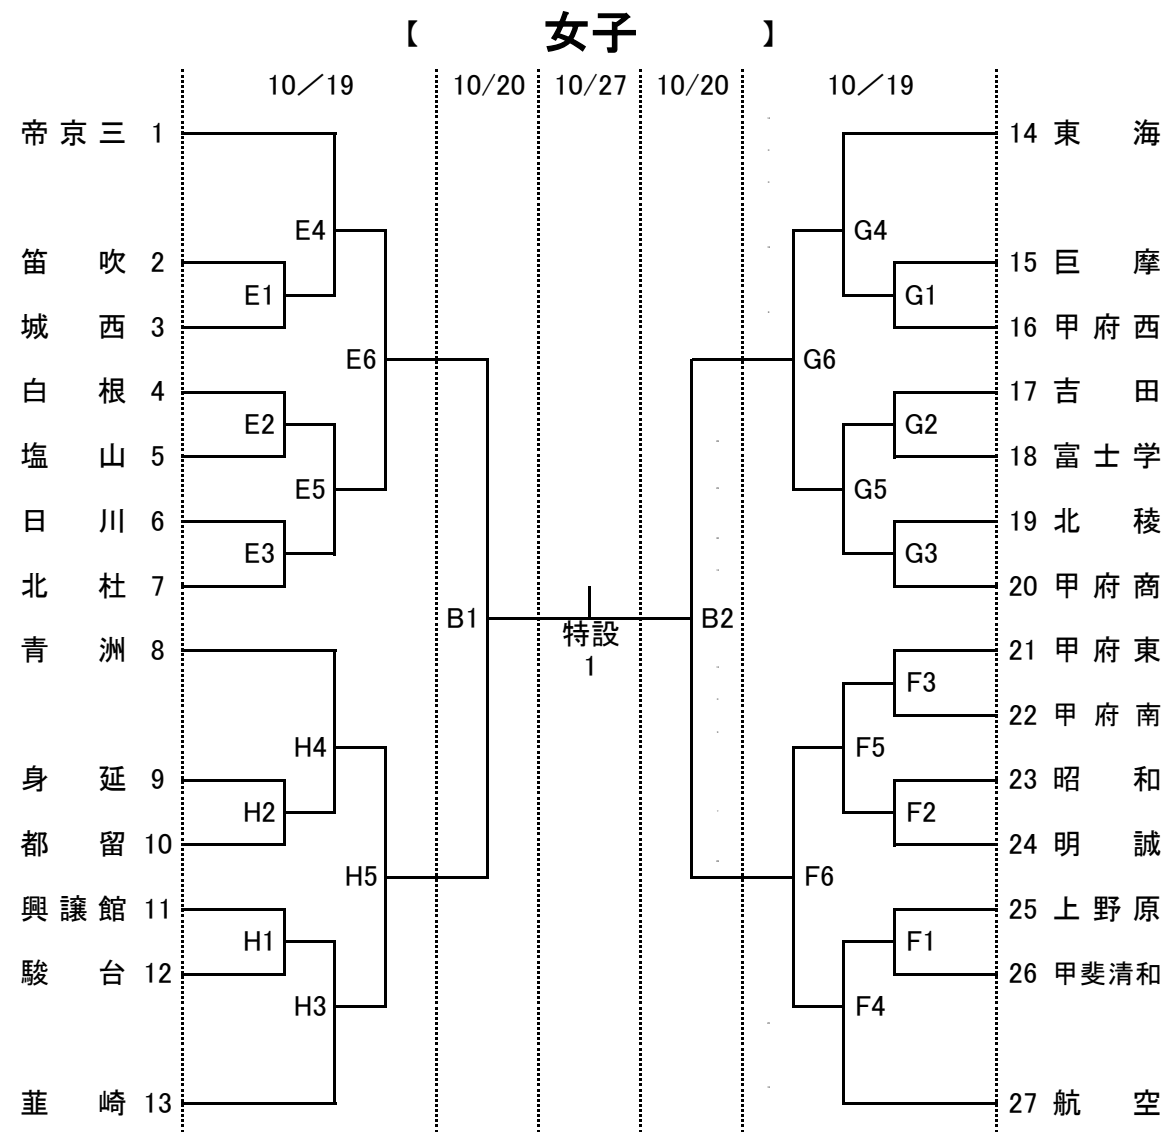 【 女子 】
10／19 10/20 10/27 10/20 10／19
帝京三 1 14 東海
E4 G4
笛吹 2 15 巨摩
E1 G1
城西 3 16 甲府西
E6 G6
白根 4 17 吉田
E2 G2
塩山 5 18 富士学
E5 G5
日川 6 19 北稜
E3 G3
北杜 7 20 甲府商
B1 特設 B2
青洲 8 1 21 甲府東
F3
22 甲府南
H4 F5
身延 9 23 昭和
H2 F2
都留 10 24 明誠
H5 F6
興譲館 11 25 上野原
H1 F1
駿台 12 26 甲斐清和
H3 F4
韮崎 13 27 航空